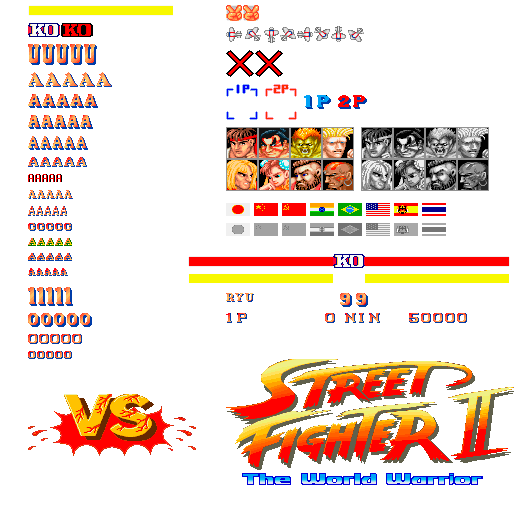 KO KO
UUUUU
AAAAA
AAAAA
AAAAA
AAAAA
AAAAA
AAAAA
AAAAA
AAAAA
00000
AAAAA
AAAAA
AAAAA
11111
00000
00000
00000
VS
1P 2P
1P 2P
KO
RYU 99
1P 0 NIN 50000
STREET
FIGHTER II
The World Warrior